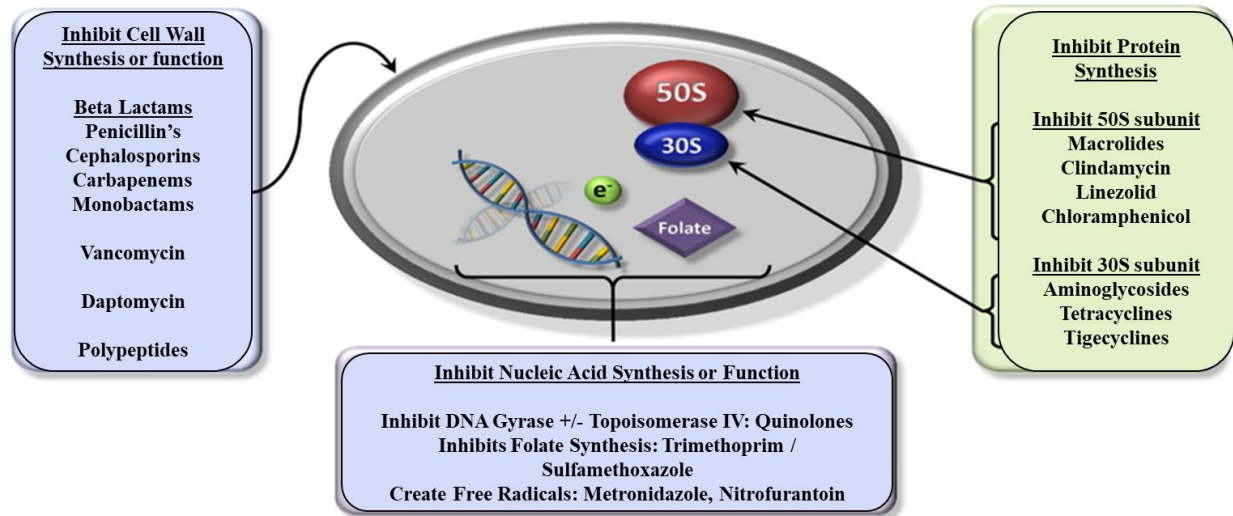 Inhibit Cell Wall
Synthesis or function
Beta Lactams
Penicillin's
Cephalosporins
Carbapenems
Monobactams
Vancomycin
Daptomycin
Polypeptides
50S
30S
e-
Folate
Inhibit Protein
Synthesis
Inhibit 50S subunit
Macrolides
Clindamycin
Linezolid
Chloramphenicol
Inhibit 30S subunit
Aminoglycosides
Tetracyclines
Tigecyclines
Inhibit Nucleic Acid Synthesis or Function
Inhibit DNA Gyrase +/- Topoisomerase IV: Quinolones
Inhibits Folate Synthesis: Trimethoprim /
Sulfamethoxazole
Create Free Radicals: Metronidazole, Nitrofurantoin